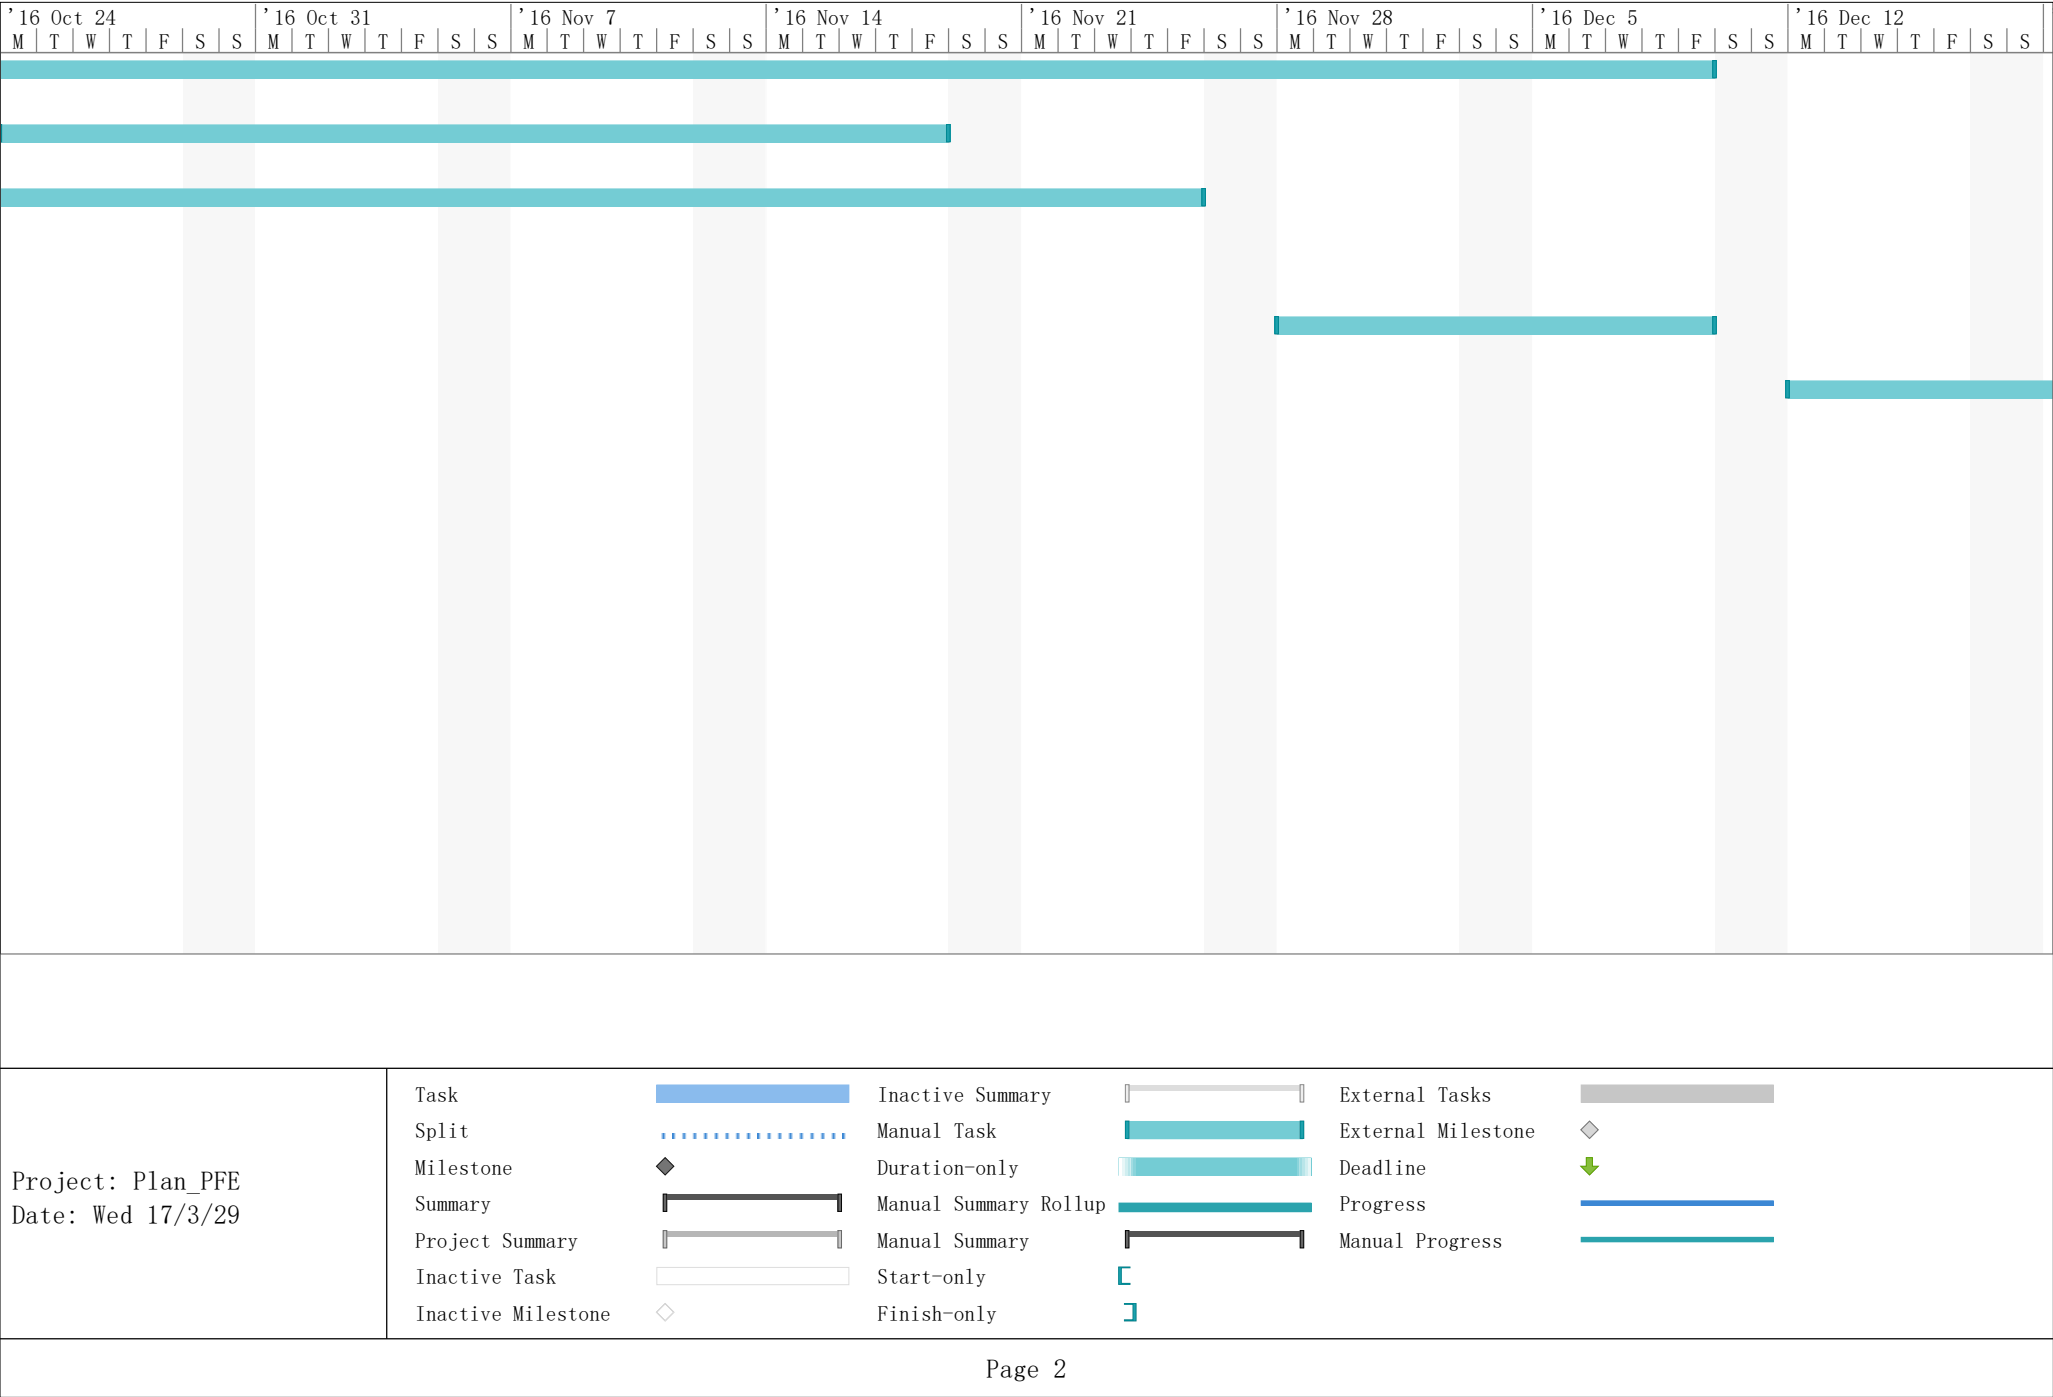 '16 Oct 24 '16 Oct 31 '16 Nov 7 '16 Nov 14 '16 Nov 21 '16 Nov 28 '16 Dec 5 '16 Dec 12
M T W T F S S M T W T F S S M T W T F S S M T W T F S S M T W T F S S M T W T F S S M T W T F S S M T W T F S S
Project: Plan_PFE
Date: Wed 17/3/29
Task
Split
Milestone
Summary
Project Summary
Inactive Task
Inactive Milestone
Inactive Summary
Manual Task
Duration-only
Manual Summary Rollup
Manual Summary
Start-only
Finish-only
External Tasks
External Milestone
Deadline
Progress
Manual Progress
Page 2